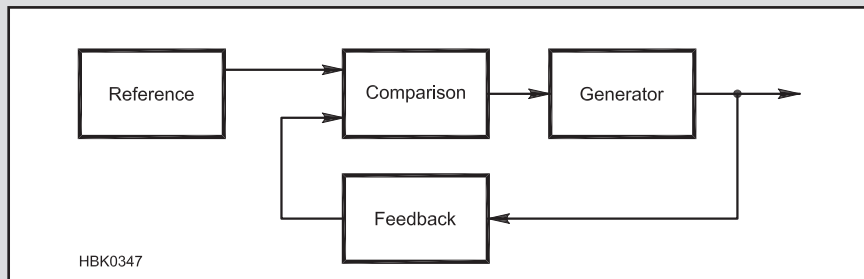 Reference
Comparison
Generator
Feedback
HBK0347